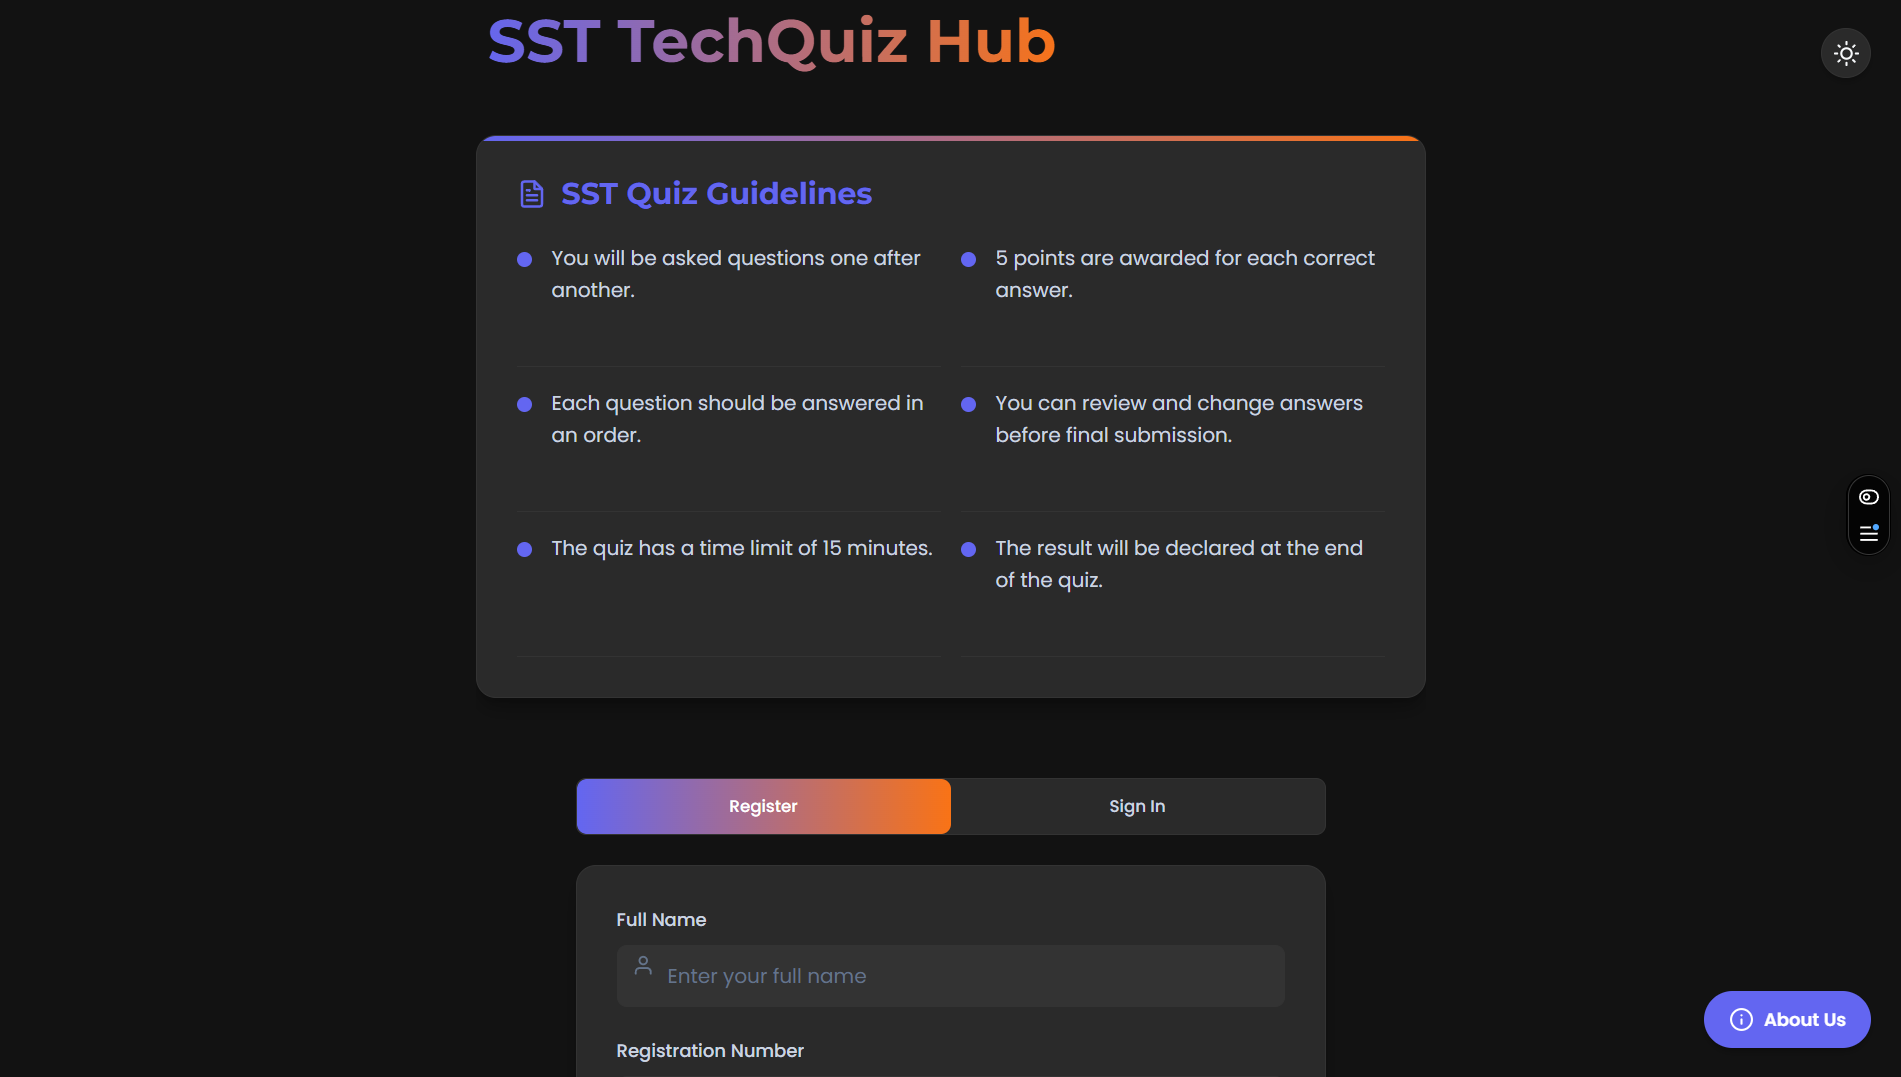 SST TechQuiz Hub
SST Quiz Guidelines
You will be asked questions one after
another.
5 points are awarded for each correct
answer.
Each question should be answered in
an order.
You can review and change answers
before final submission.
The quiz has a time limit of 15 minutes.
The result will be declared at the end
of the quiz.
Register
Sign In
Full Name
Enter your full name
Registration Number
About Us